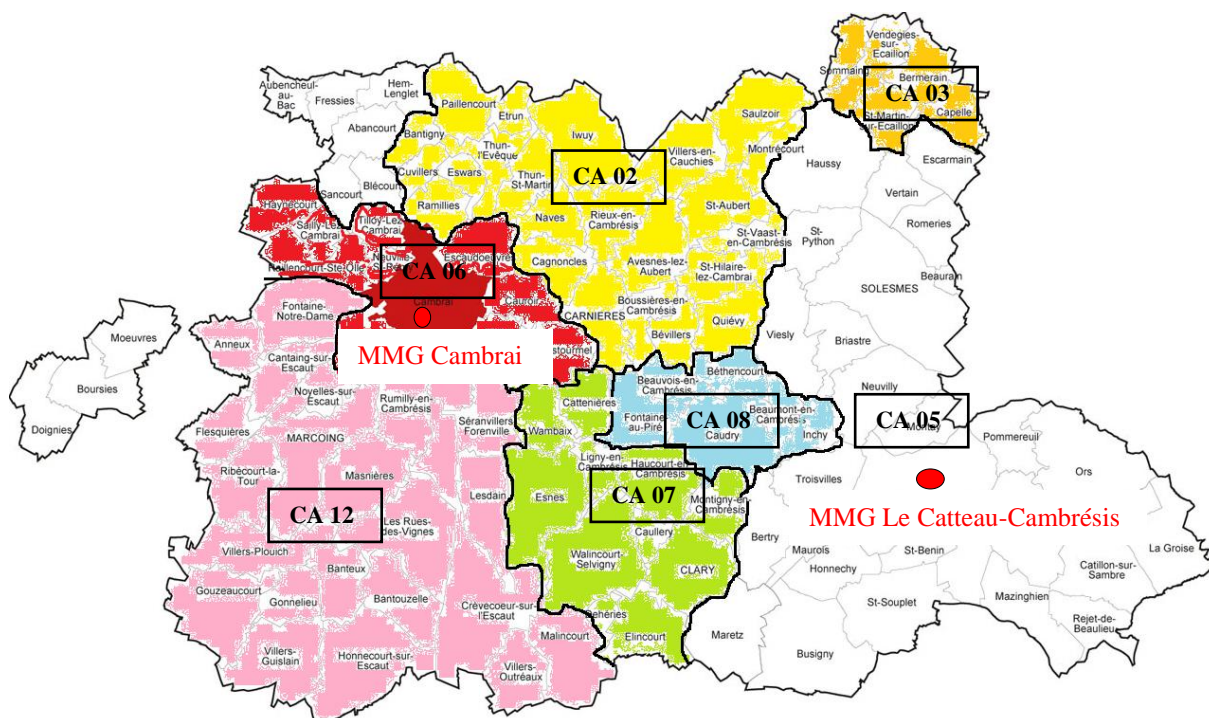 Vendegies-
sur-
Ecaillon
Sommaing
Bermerain
CA 03
St-Martin-
sur-Ecaillon
Capelle
Aubencheul-
au-
Bac
Hem-
Lenglet
Fressies
Abancourt
Blécourt
Sancourt
Paillencourt
Etrun
Bantigny
Thun-
l'Evêque
Iwuy
Saulzoir
Villers-en-
Cauchies
Montrécourt
Cuvillers
Eswars
Thun-
St-Martin
CA 02
Ramillies
Naves
Rieux-en-
Cambrésis
St-Aubert
St-Vaast-
en-Cambrésis
Cagnoncles
Avesnes-lez-
Aubert
St-Hilaire-
lez-Cambrai
CARNIERES
Boussières-en-
Cambrésis
Quiévy
Bévillers
Haussy
Escarmain
Vertain
Romeries
St-
Python
Beaurain
SOLESMES
Viesly
Briastre
Neuvilly
Haynecourt
Sailly-Lez-
Cambrai
Tilloy-Lez-
Cambrai
Escaudoeuvres
CA 06
Cauroir
Cambrai
MMG Cambrai
Fontaine-
Notre-Dame
Anneux
Cantaing-sur-
Escaut
Noyelles-sur-
Escaut
Rumilly-en-
Cambrésis
Flesquières
MARCOING
Séranvillers
Forenville
Ribécourt-la-
Tour
Masnières
Lesdain
CA 12
Les Rues-
des-Vignes
Villers-Plouich
Banteux
Gouzeaucourt
Gonnelieu
Bantouzelle
Crèvecoeur-sur-
l'Escaut
Malincourt
Villers-
Guislain
Honnecourt-sur-
Escaut
Villers-
Outréaux
Moeuvres
Boursies
Doignies
Béthencourt
Beauvois-en-
Cambrésis
Fontaine-
au-Piré
CA 08
Caudry
Beaumont-en-
Cambrésis
Inchy
Cattenières
Wambaix
Ligny-en-
Cambrésis
Haucourt-en-
Cambrésis
Esnes
CA 07
Montigny-en-
Cambrésis
Caullery
Walincourt-
Selvigny
CLARY
Dehéries
Elincourt
CA 05
Pommereuil
Ors
Troisvilles
MMG Le Catteau-Cambrésis
Bertry
Maurois
Honnechy
St-Benin
La Groise
Catillon-sur-
Sambre
St-Souplet
Mazinghien
Rejet-de-
Beaulieu
Maretz
Busigny